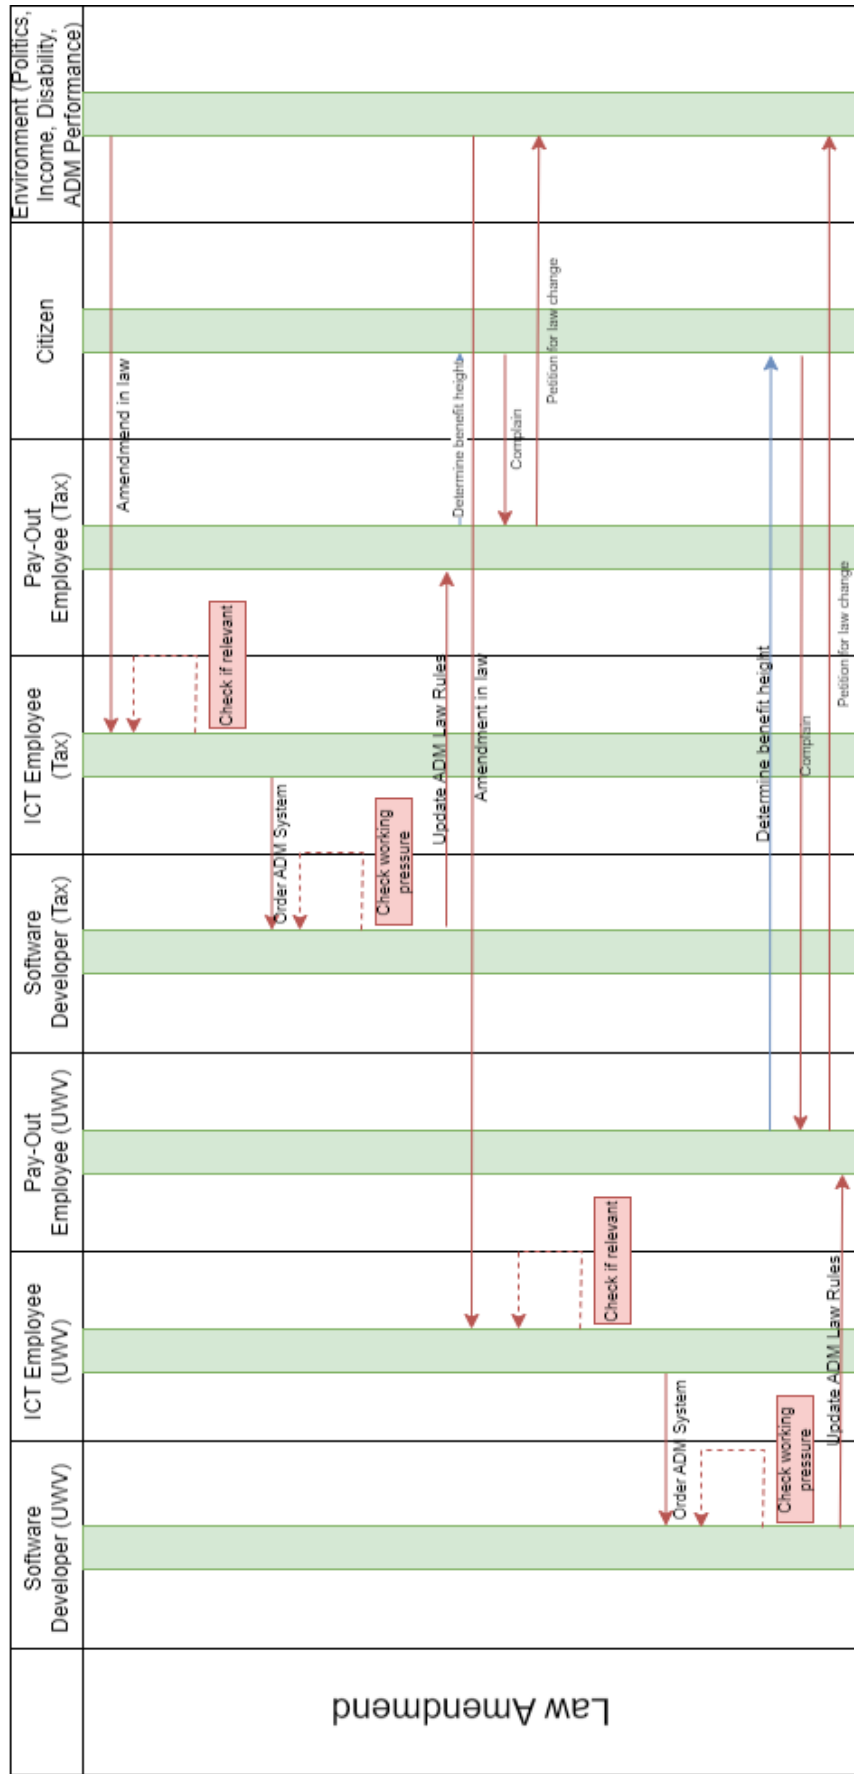 Software
Developer (UWV)
ICT Employee
(UWV)
Pay-Out
Employee (UWV)
Software
Developer (Tax)
ICT Employee
(Tax)
Pay-Out
Employee (Tax)
Citizen
Environment (Politics,
Income, Disability,
ADM Performance)
Law Amendmend
Amendmend in law
Check if relevant
Order ADM System
Check working
pressure
Update ADM Law Rules
Determine benefit height
Amendment in law
Complain
Petition for law change
Check if relevant
Order ADM System
Check working
pressure
Determine benefit height
Complain
Update ADM Law Rules
Petition for law change